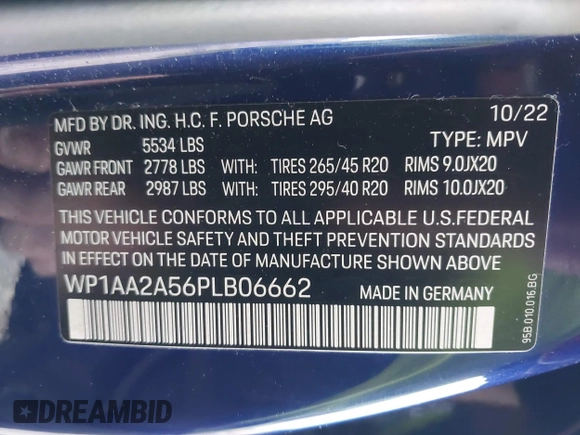 MFD BY DR. ING. H.C. F. PORSCHE AG 10/22
GVWR 5534 LBS TYPE: MPV
GAWR FRONT 2778 LBS WITH: TIRES 265/45 R20 RIMS 9.0JX20
GAWR REAR 2987 LBS WITH: TIRES 295/40 R20 RIMS 10.0JX20
THIS VEHICLE CONFORMS TO ALL APPLICABLE U.S.FEDERAL
MOTOR VEHICLE SAFETY AND THEFT PREVENTION STANDARDS
IN EFFECT ON THE DATE OF MANUFACTURE SHOWN ABOVE.
WP1AA2A56PLB06662 MADE IN GERMANY
95B.010.016.BG
DREAMBID